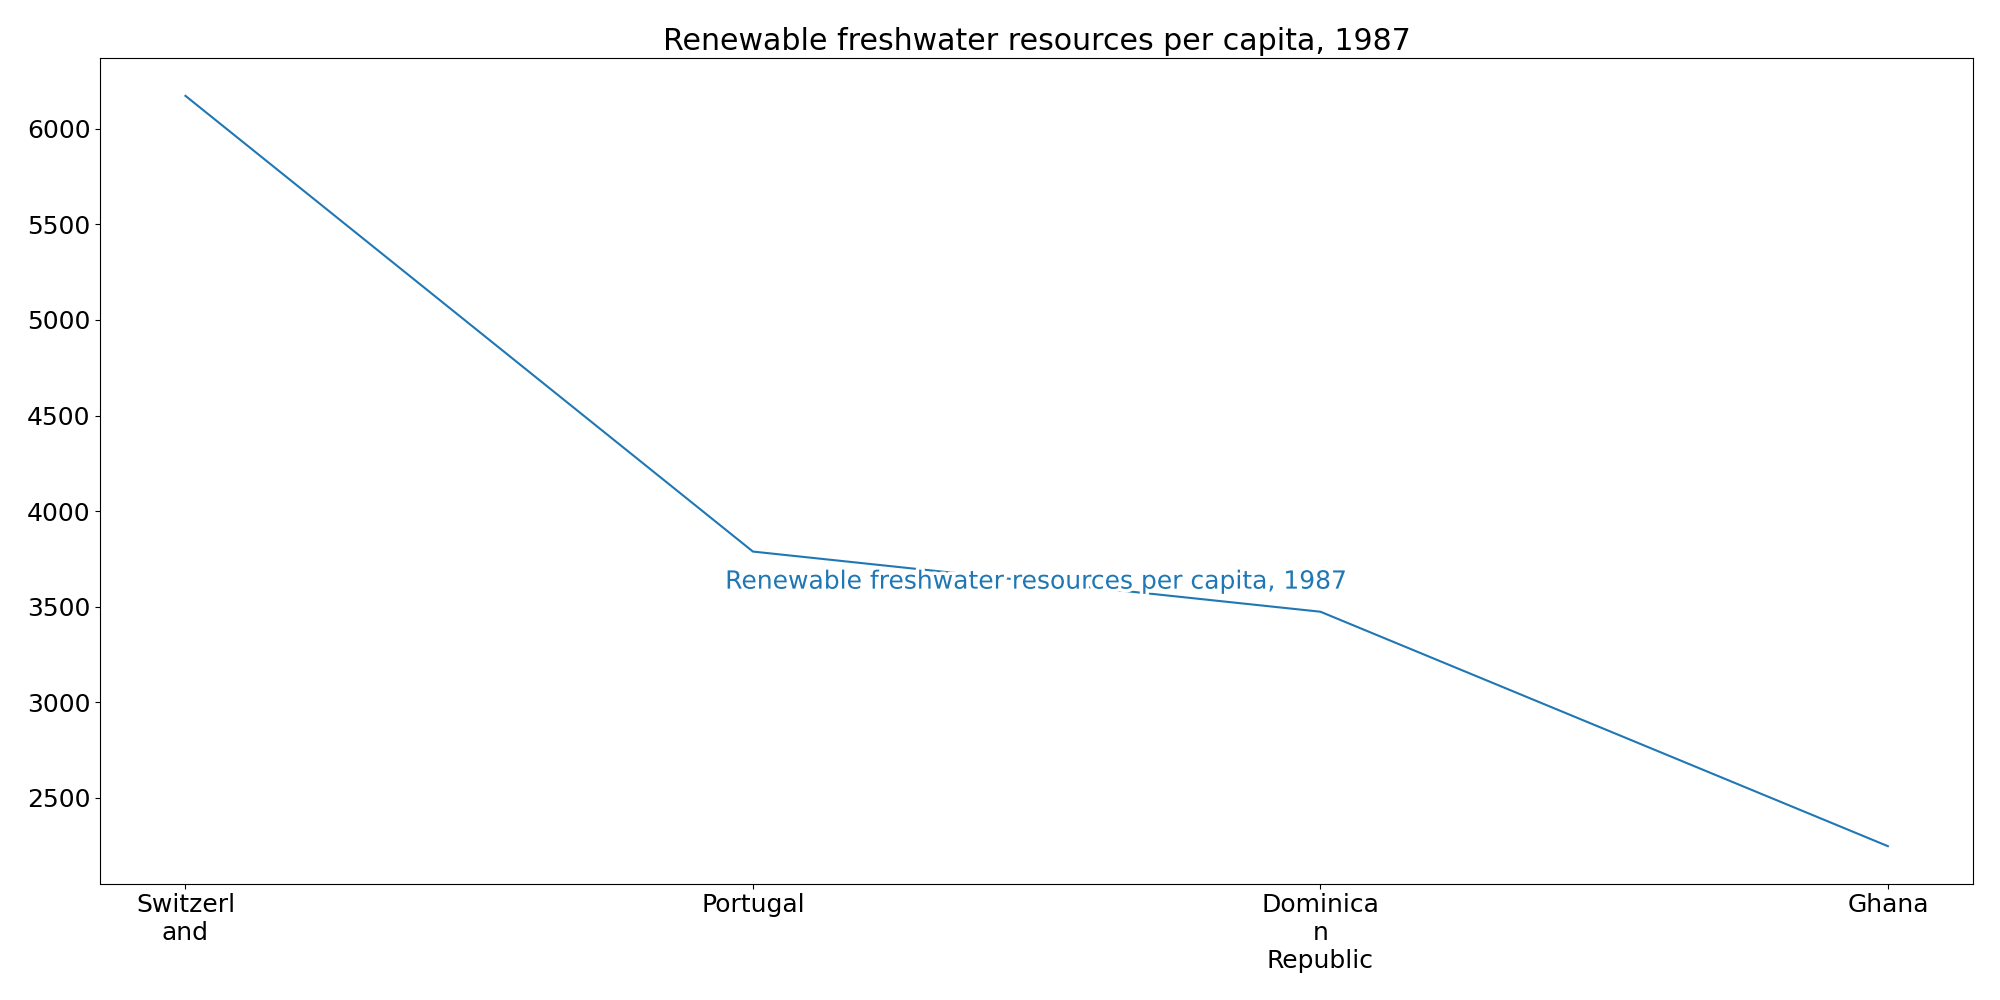 Renewable freshwater resources per capita, 1987
6000
5500
5000
4500
4000
3500
3000
2500
Renewable freshwater resources per capita, 1987
Switzerl
and
Portugal
Dominica
n
Republic
Ghana